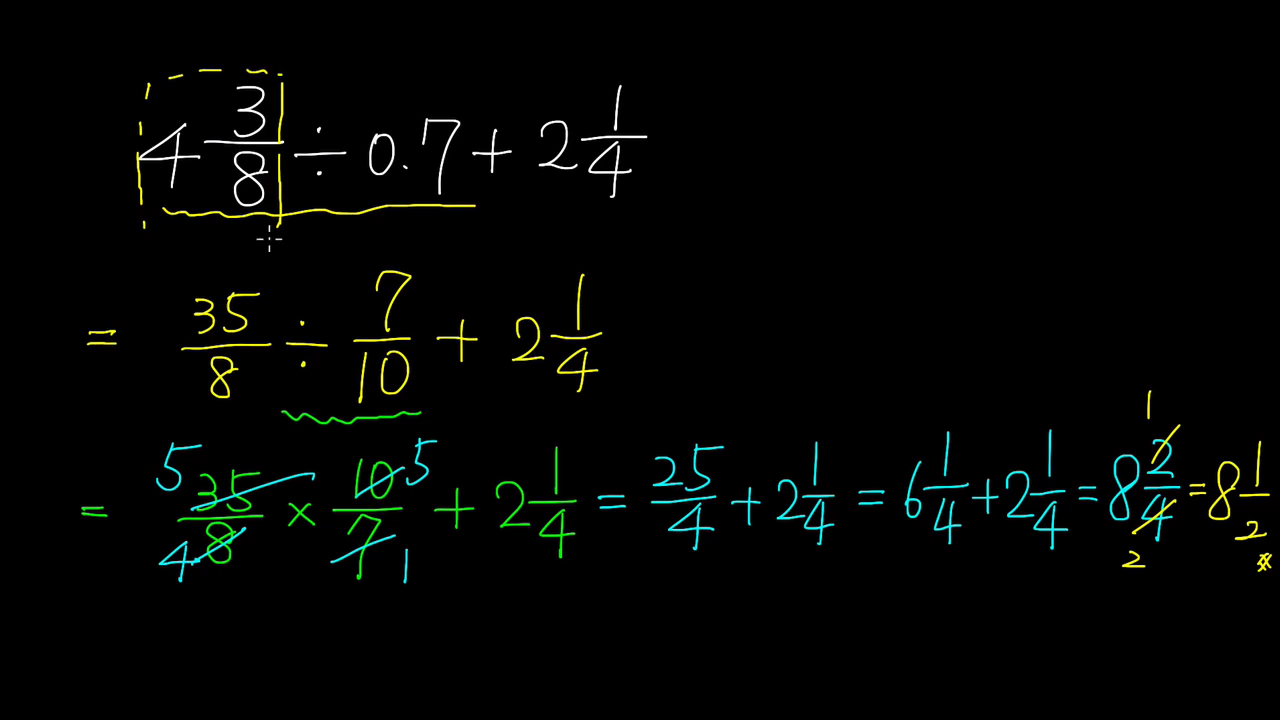 4 3/8 ÷ 0.7 + 2 1/4
= 35/8 ÷ 7/10 + 2 1/4
= 5 35/8 4 × 10/7 5 1 + 2 1/4 = 25/4 + 2 1/4 = 6 1/4 + 2 1/4 = 8 2/4 1 2 = 8 1/2